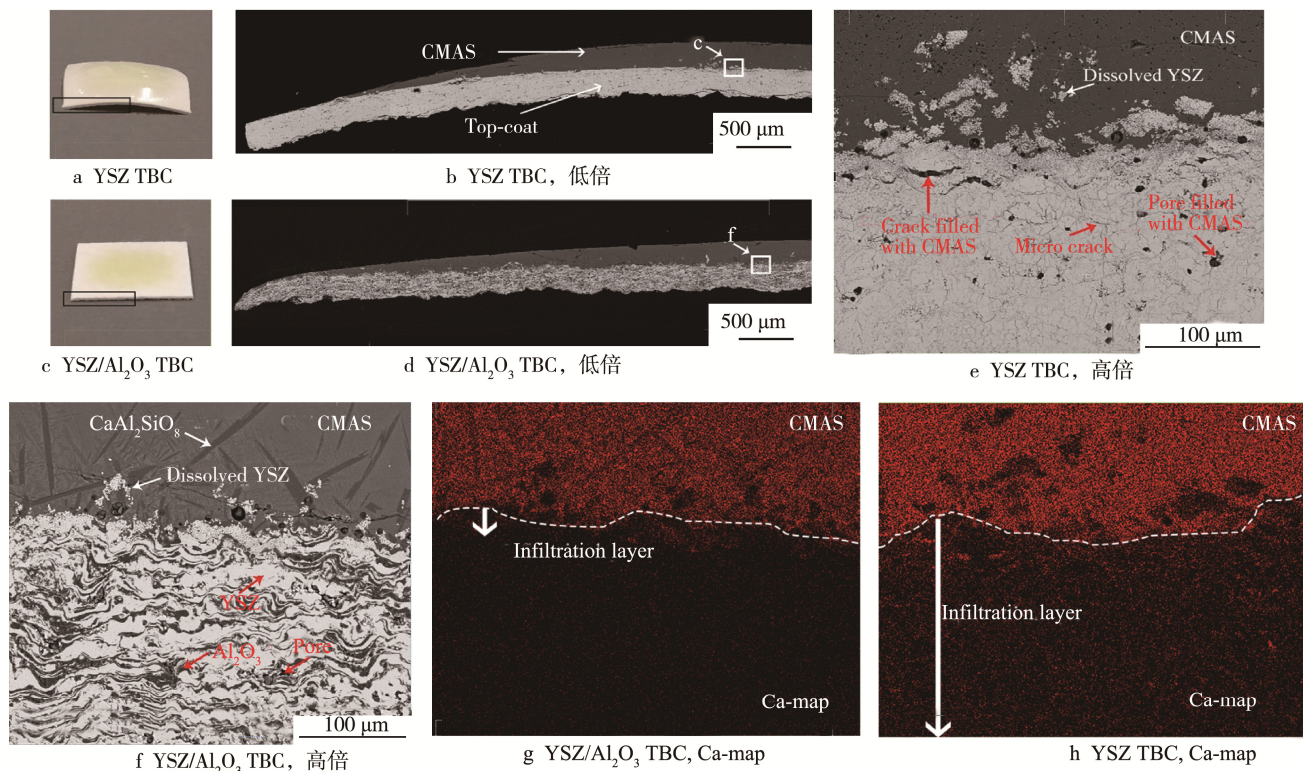 CMAS
c
Top-coat
500 μm
a YSZ TBC
b YSZ TBC，低倍
f
500 μm
c YSZ/Al₂O₃ TBC
d YSZ/Al₂O₃ TBC，低倍
CMAS
Dissolved YSZ
Crack filled
with CMAS
Micro crack
Pore filled
with CMAS
100 μm
e YSZ TBC，高倍
CaAl₂SiO₈
CMAS
Dissolved YSZ
YSZ
Al₂O₃
Pore
100 μm
f YSZ/Al₂O₃ TBC，高倍
CMAS
Infiltration layer
Ca-map
g YSZ/Al₂O₃ TBC, Ca-map
CMAS
Infiltration layer
Ca-map
h YSZ TBC, Ca-map